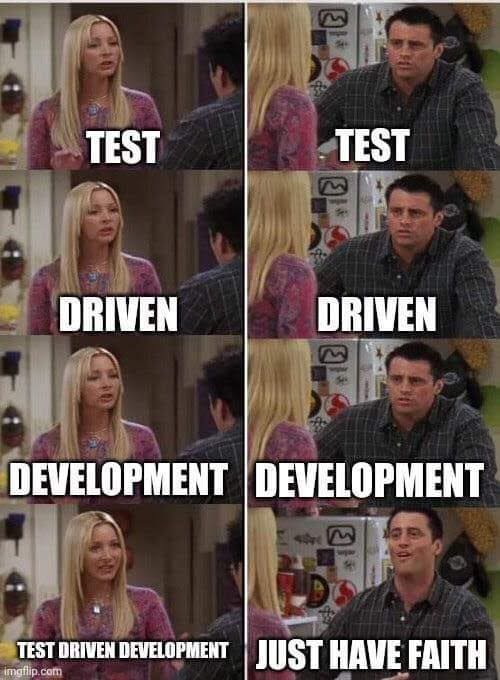 TEST
TEST
DRIVEN
DRIVEN
DEVELOPMENT
DEVELOPMENT
TEST DRIVEN DEVELOPMENT
JUST HAVE FAITH
imgflip.com